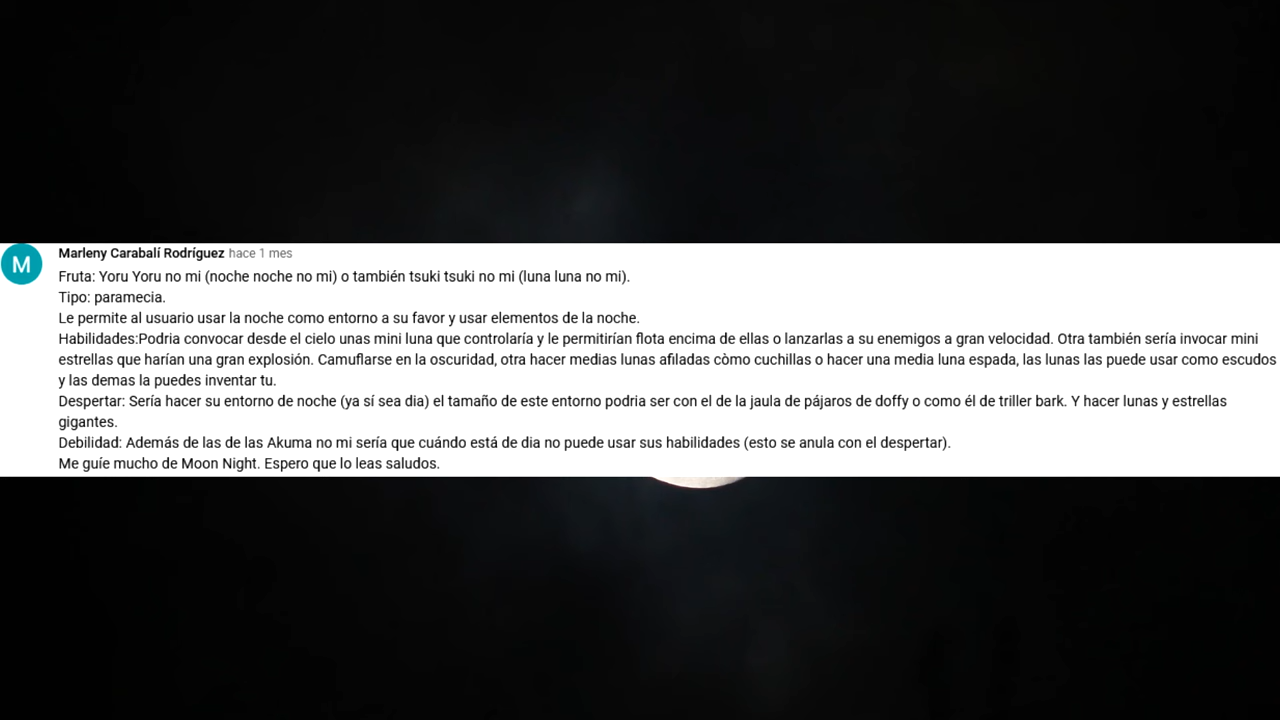 M
Marleny Carabalí Rodríguez hace 1 mes
Fruta: Yoru Yoru no mi (noche noche no mi) o también tsuki tsuki no mi (luna luna no mi).
Tipo: paramecia.
Le permite al usuario usar la noche como entorno a su favor y usar elementos de la noche.
Habilidades:Podria convocar desde el cielo unas mini luna que controlaría y le permitirían flota encima de ellas o lanzarlas a su enemigos a gran velocidad. Otra también sería invocar mini
estrellas que harían una gran explosión. Camuflarse en la oscuridad, otra hacer medias lunas afiladas còmo cuchillas o hacer una media luna espada, las lunas las puede usar como escudos
y las demas la puedes inventar tu.
Despertar: Sería hacer su entorno de noche (ya sí sea dia) el tamaño de este entorno podria ser con el de la jaula de pájaros de doffy o como él de triller bark. Y hacer lunas y estrellas
gigantes.
Debilidad: Además de las de las Akuma no mi sería que cuándo está de dia no puede usar sus habilidades (esto se anula con el despertar).
Me guíe mucho de Moon Night. Espero que lo leas saludos.